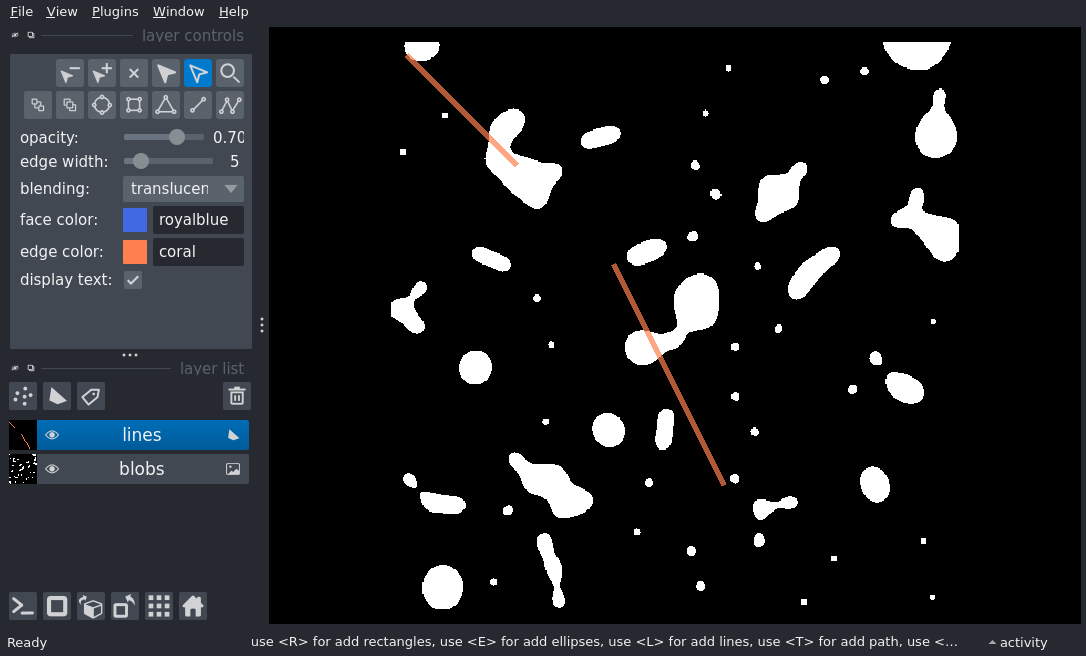 File View Plugins Window Help
layer controls
opacity: 0.70
edge width: 5
blending: translucen
face color: royalblue
edge color: coral
display text:
layer list
lines
blobs
Ready use <R> for add rectangles, use <E> for add ellipses, use <L> for add lines, use <T> for add path, use <... activity